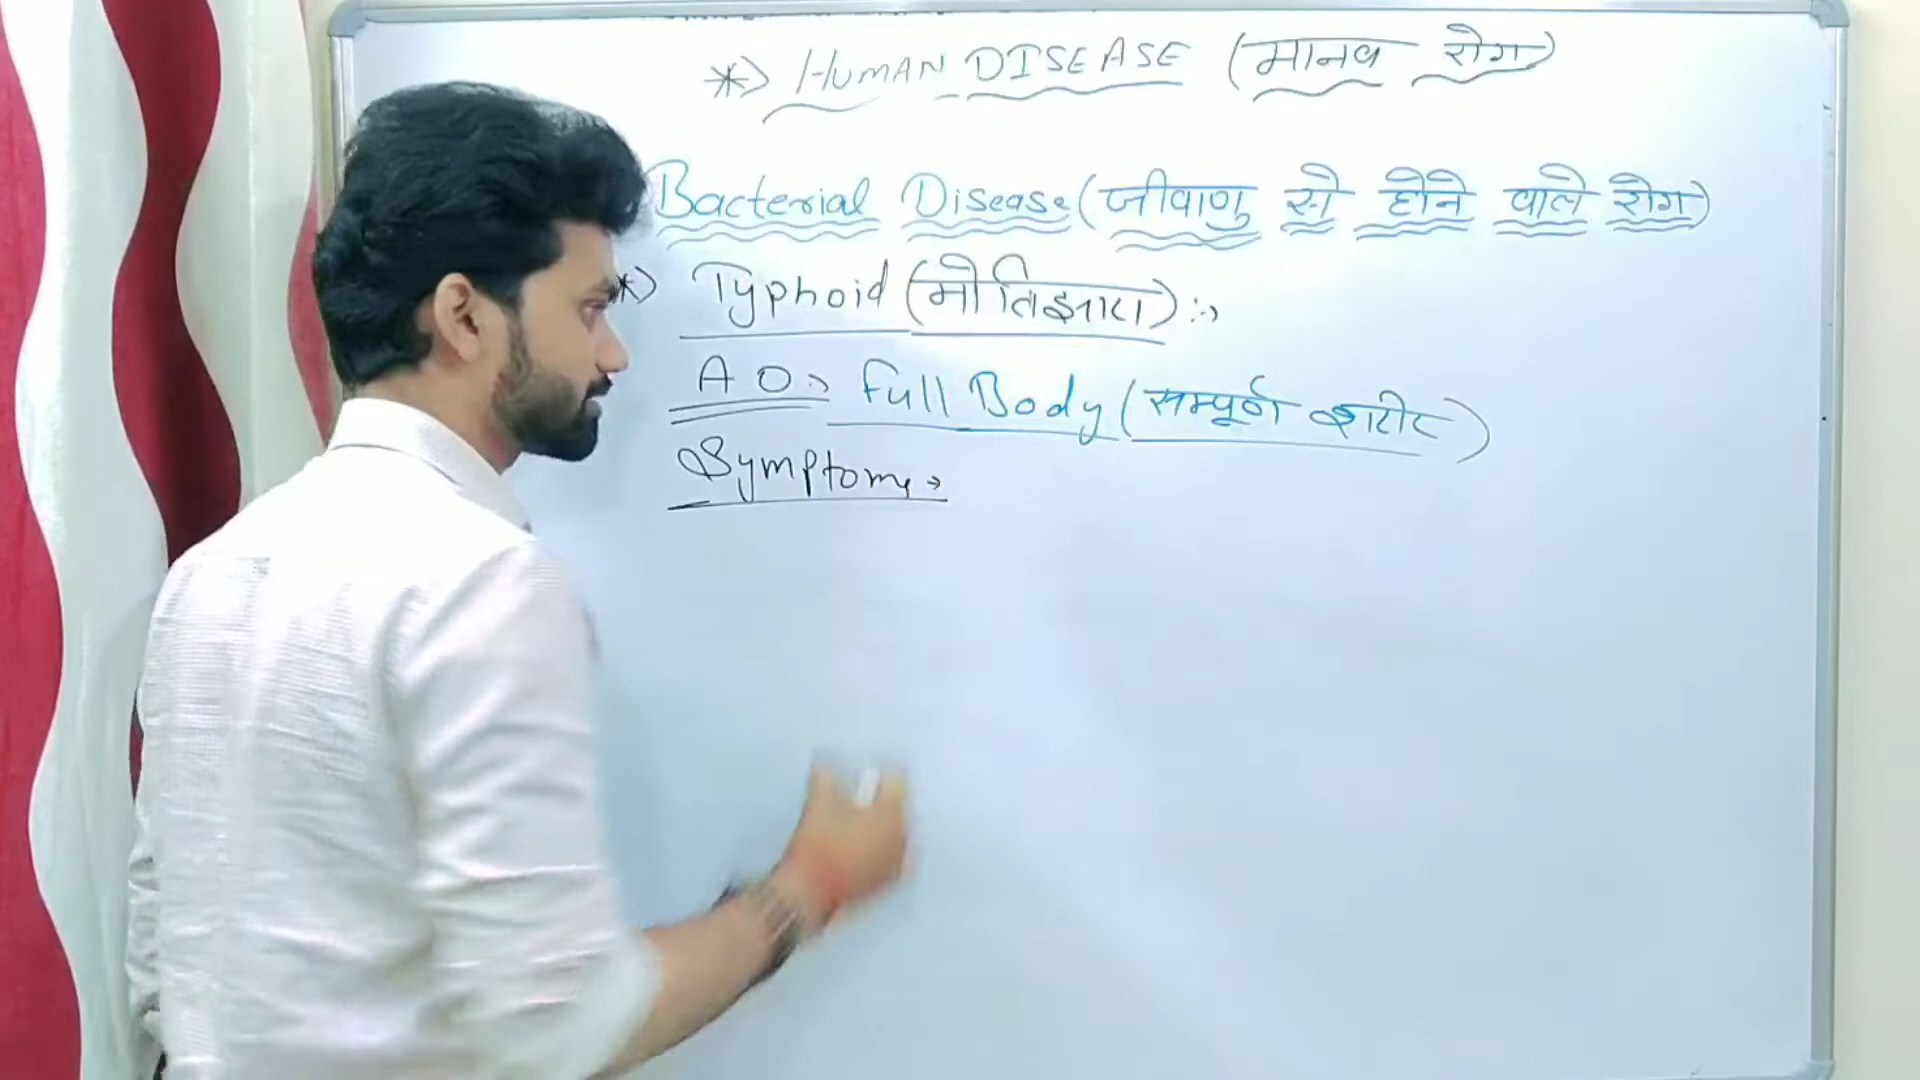 *) HUMAN DISEASE (मानव रोग)
Bacterial Disease (जीवाणु से होने वाले रोग)
*) Typhoid (मोतिझारा) :->
A O :-> Full Body (सम्पूर्ण शरीर)
Symptoms ->